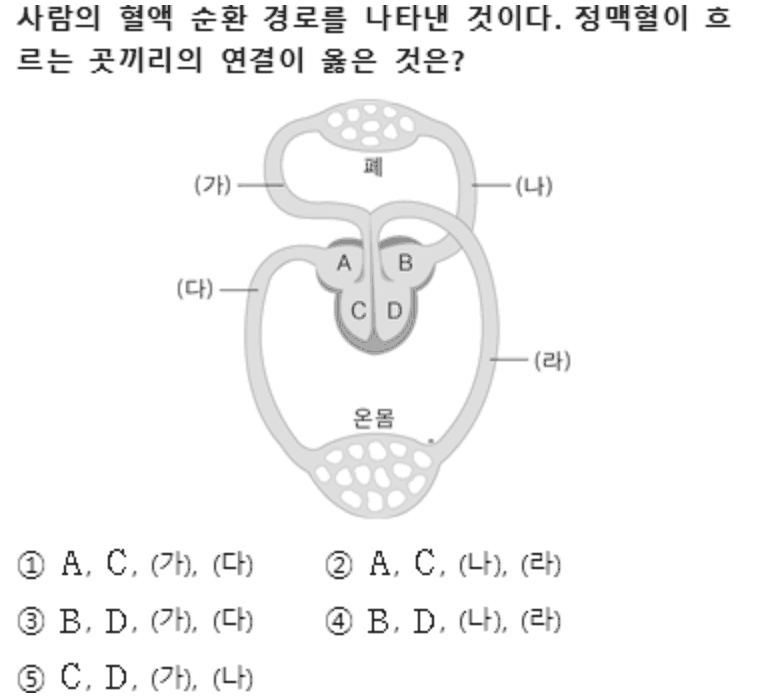 사람의 혈액 순환 경로를 나타낸 것이다. 정맥혈이 흐
르는 곳끼리의 연결이 옳은 것은?
폐
(가)
(나)
A
B
(다)
C
D
(라)
온몸
① A, C, (가), (다)
② A, C, (나), (라)
③ B, D, (가), (다)
④ B, D, (나), (라)
⑤ C, D, (가), (나)